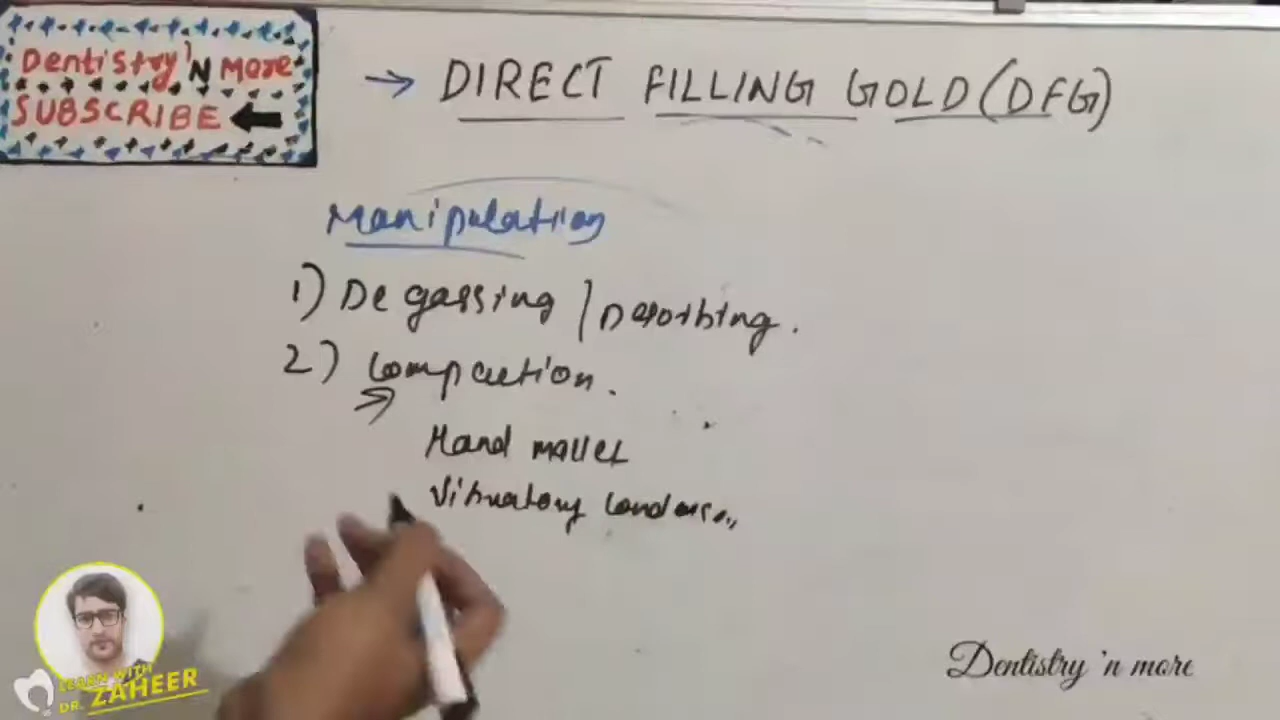 Dentistry 'N more
SUBSCRIBE
→ DIRECT FILLING GOLD (DFG)
Manipulation
1) Degassing / Desorbing.
2) Compaction.
Hand mallet
Vibratory
LEARN WITH
DR. ZAHEER
Dentistry 'n more